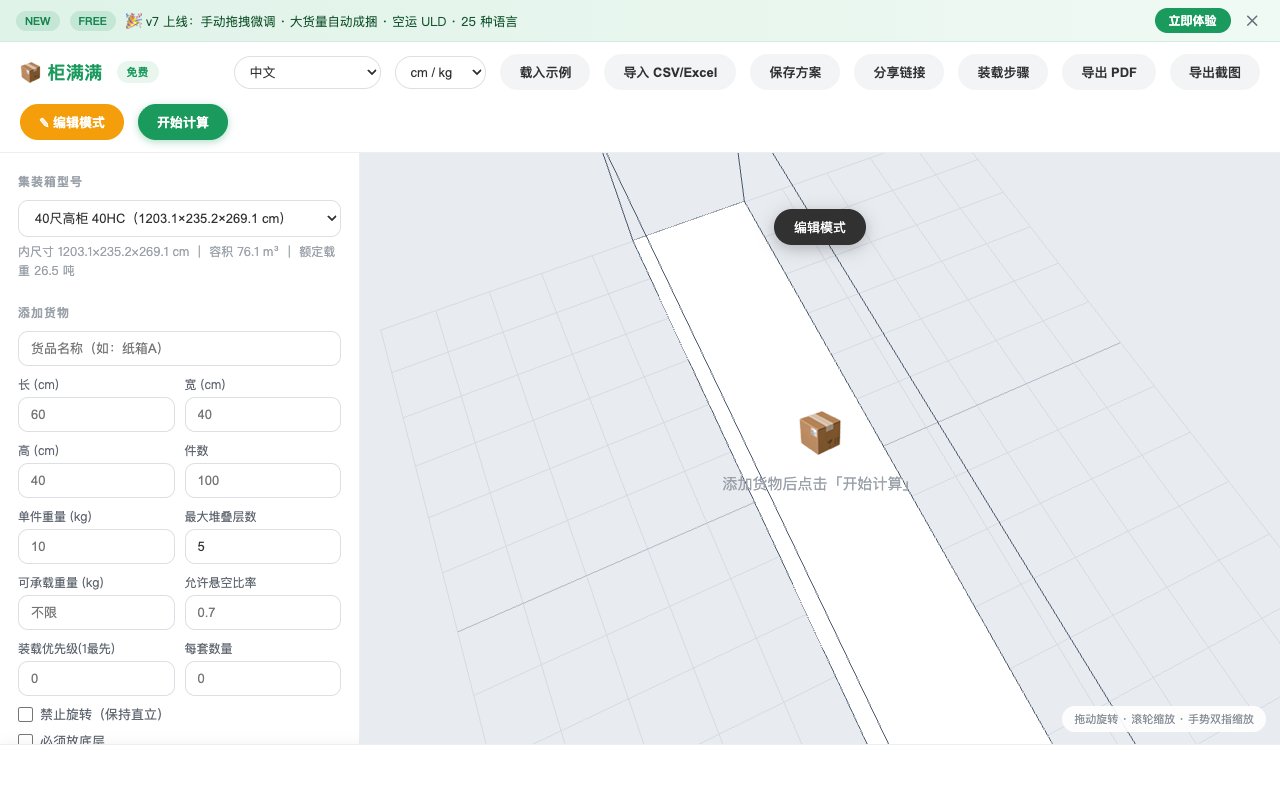 NEW FREE 🎉 v7 上线：手动拖拽微调 · 大货量自动成捆 · 空运 ULD · 25 种语言 立即体验 ×
📦 柜满满 免费 中文 cm / kg 载入示例 导入 CSV/Excel 保存方案 分享链接 装载步骤 导出 PDF 导出截图
✎ 编辑模式 开始计算
集装箱型号
40尺高柜 40HC（1203.1×235.2×269.1 cm）
内尺寸 1203.1×235.2×269.1 cm ｜ 容积 76.1 m³ ｜ 额定载
重 26.5 吨
添加货物
货品名称（如：纸箱A）
长 (cm) 宽 (cm)
60 40
高 (cm) 件数
40 100
单件重量 (kg) 最大堆叠层数
10 5
可承载重量 (kg) 允许悬空比率
不限 0.7
装载优先级(1最先) 每套数量
0 0
禁止旋转（保持直立）
必须放底层
编辑模式
添加货物后点击「开始计算」
拖动旋转 · 滚轮缩放 · 手势双指缩放